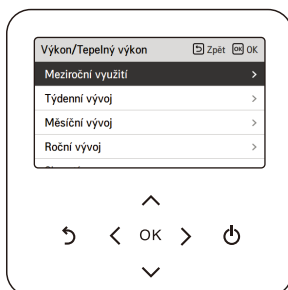 Výkon/Tepelný výkon Zpět OK OK
Meziroční využití
Týdenní vývoj
Měsíční vývoj
Roční vývoj
OK